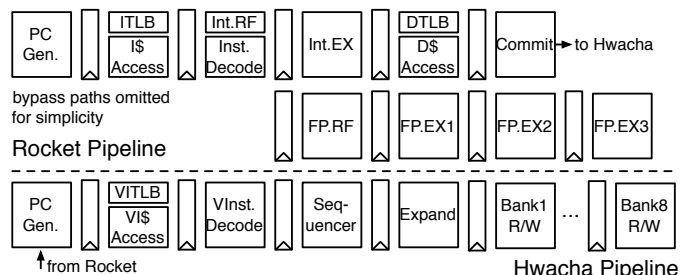 PC
Gen.
ITLB
I$
Access
Int.RF
Inst.
Decode
Int.EX
DTLB
D$
Access
Commit
to Hwacha
bypass paths omitted
for simplicity
Rocket Pipeline
FP.RF
FP.EX1
FP.EX2
FP.EX3
PC
Gen.
VITLB
VI$
Access
VInst.
Decode
Seq-
uencer
Expand
Bank1
R/W
...
Bank8
R/W
from Rocket
Hwacha Pipeline